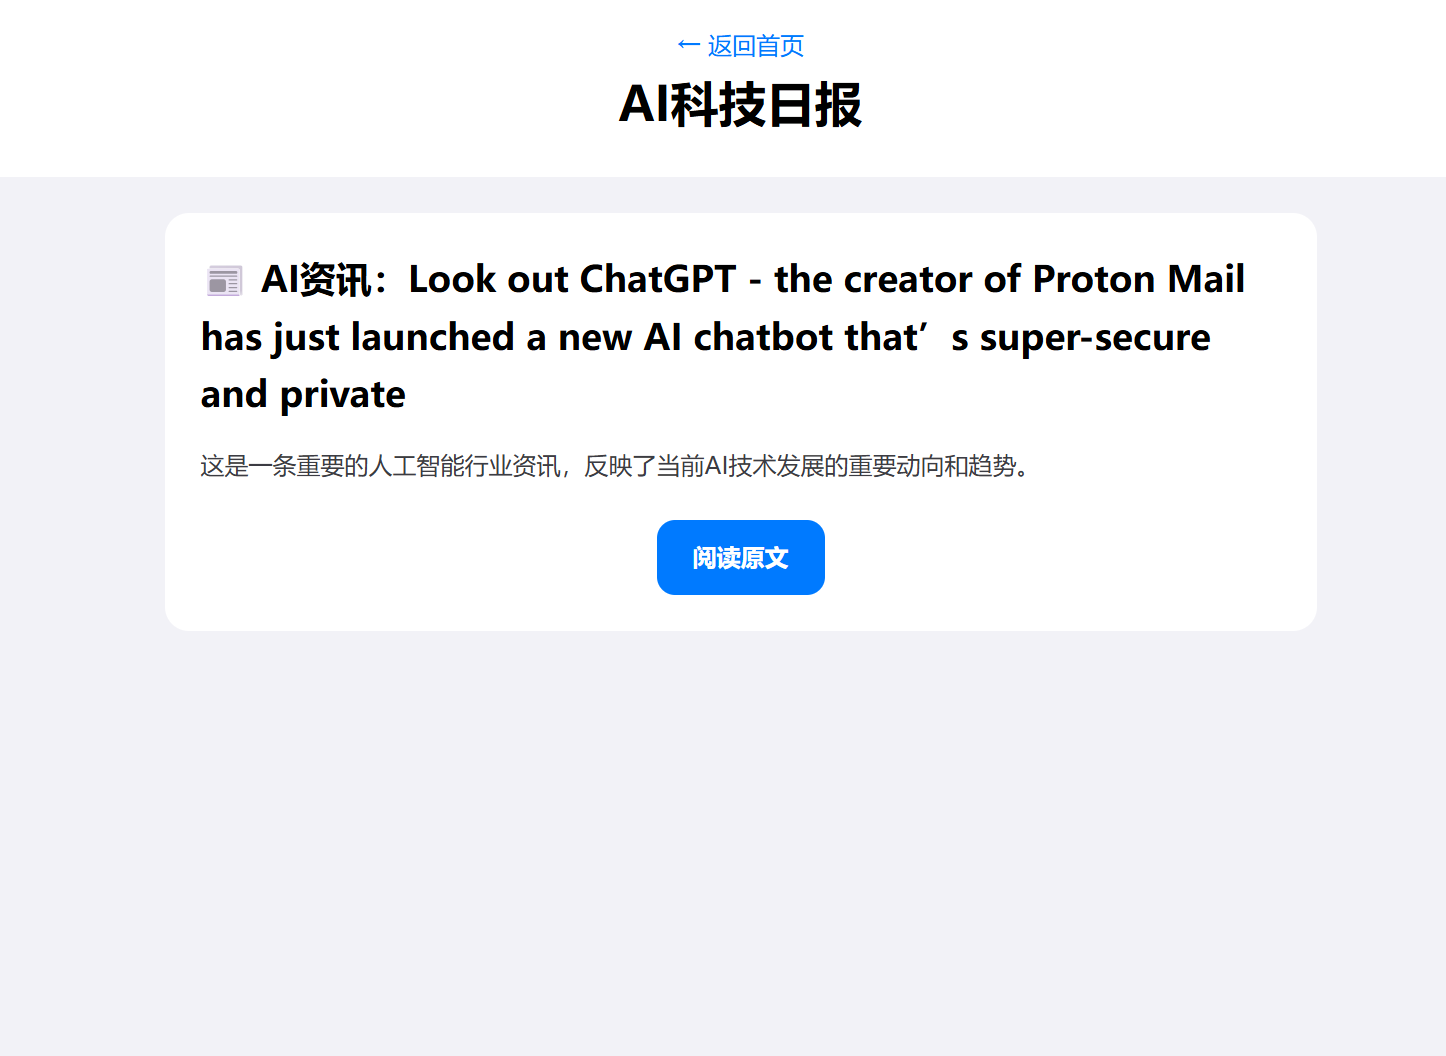 ← 返回首页
AI科技日报
AI资讯：Look out ChatGPT - the creator of Proton Mail
has just launched a new AI chatbot that’s super-secure
and private
这是一条重要的人工智能行业资讯，反映了当前AI技术发展的重要动向和趋势。
阅读原文